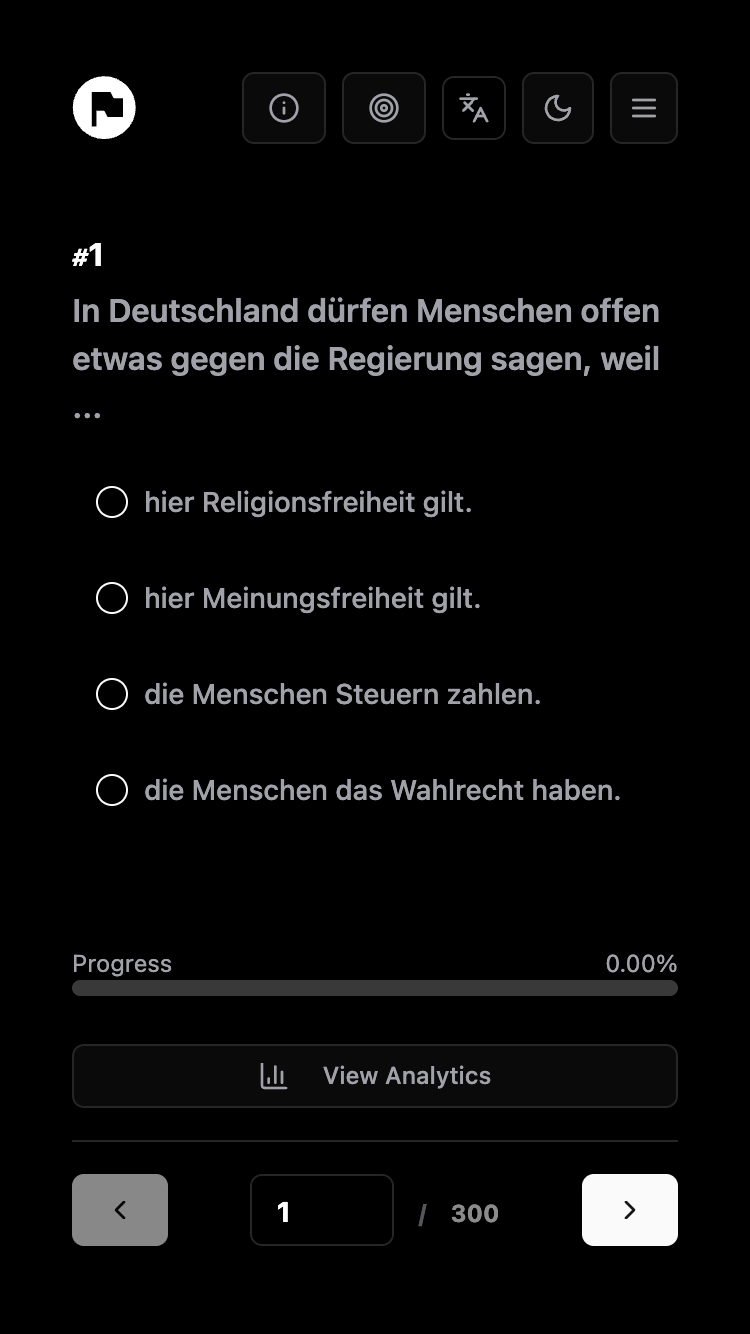 #1
In Deutschland dürfen Menschen offen
etwas gegen die Regierung sagen, weil
...
hier Religionsfreiheit gilt.
hier Meinungsfreiheit gilt.
die Menschen Steuern zahlen.
die Menschen das Wahlrecht haben.
Progress 0.00%
View Analytics
1 / 300